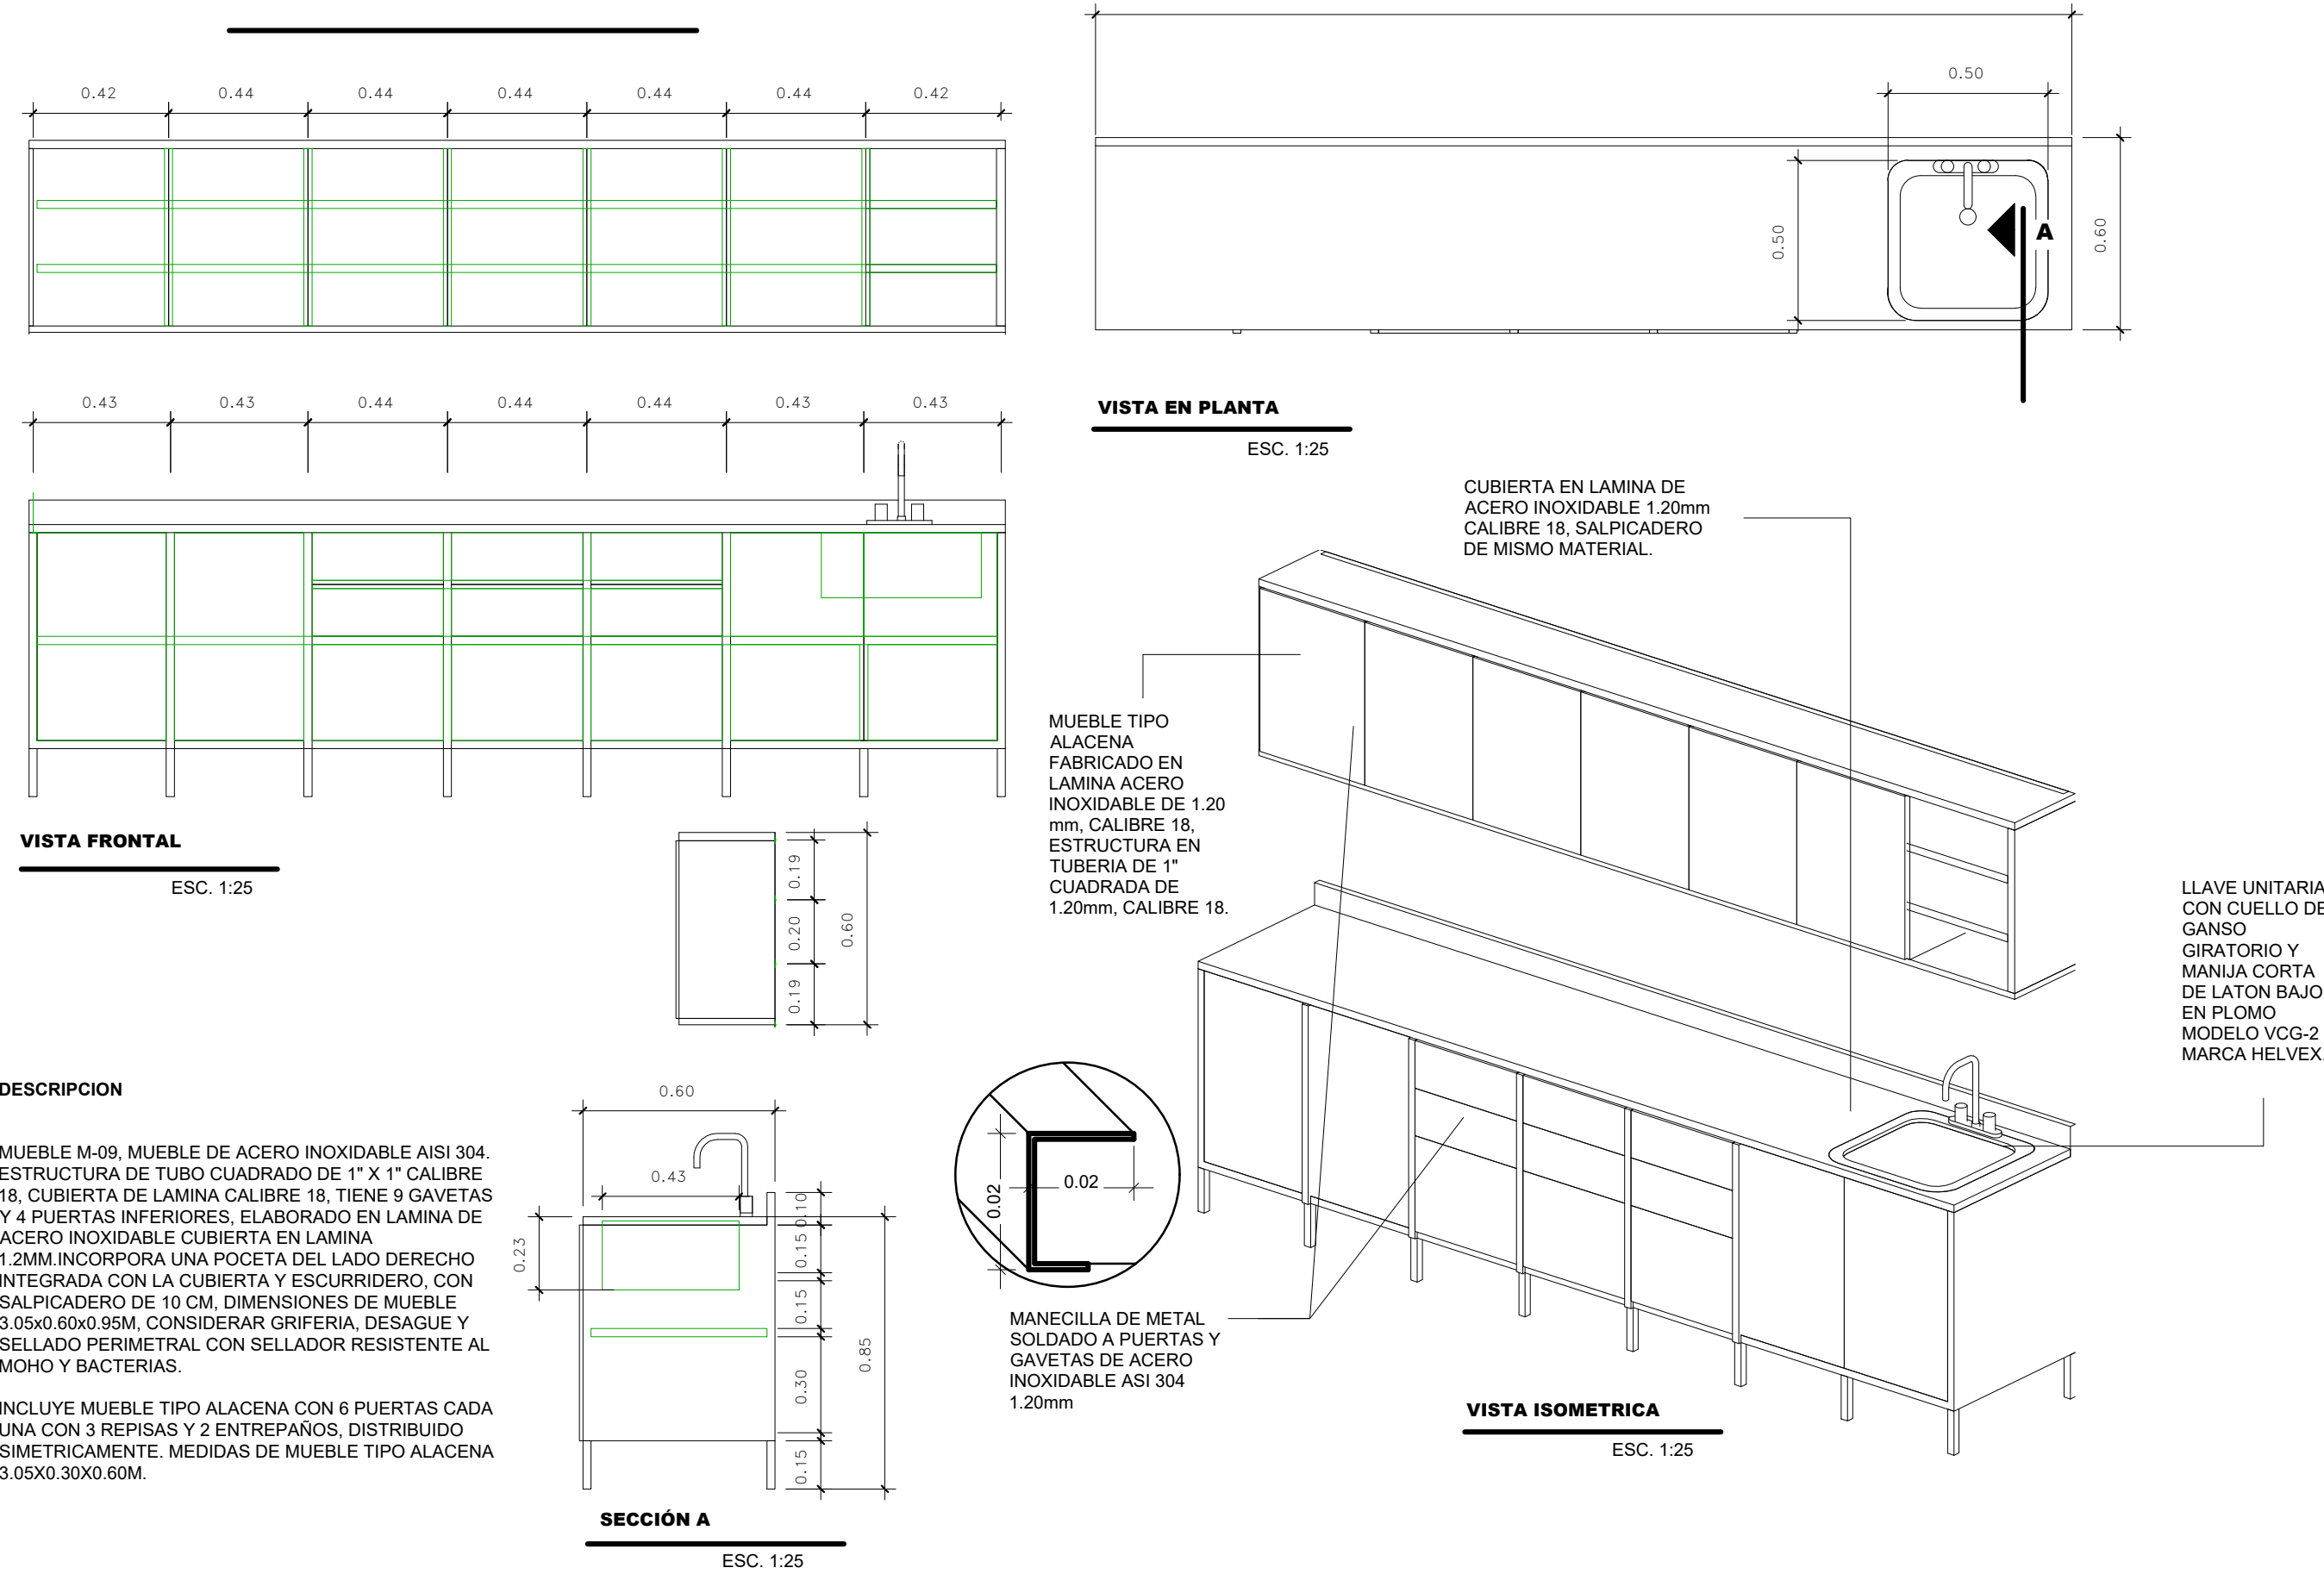 0.42 0.44 0.44 0.44 0.44 0.44 0.42
0.43 0.43 0.44 0.44 0.44 0.43 0.43
VISTA FRONTAL
ESC. 1:25
0.50
0.50
0.60
A
VISTA EN PLANTA
ESC. 1:25
CUBIERTA EN LAMINA DE
ACERO INOXIDABLE 1.20mm
CALIBRE 18, SALPICADERO
DE MISMO MATERIAL.
MUEBLE TIPO
ALACENA
FABRICADO EN
LAMINA ACERO
INOXIDABLE DE 1.20
mm, CALIBRE 18,
ESTRUCTURA EN
TUBERIA DE 1"
CUADRADA DE
1.20mm, CALIBRE 18.
LLAVE UNITARIA
CON CUELLO DE
GANSO
GIRATORIO Y
MANIJA CORTA
DE LATON BAJO
EN PLOMO
MODELO VCG-2
MARCA HELVEX.
0.19
0.20
0.19
0.60
DESCRIPCION
MUEBLE M-09, MUEBLE DE ACERO INOXIDABLE AISI 304.
ESTRUCTURA DE TUBO CUADRADO DE 1" X 1" CALIBRE
18, CUBIERTA DE LAMINA CALIBRE 18, TIENE 9 GAVETAS
Y 4 PUERTAS INFERIORES, ELABORADO EN LAMINA DE
ACERO INOXIDABLE CUBIERTA EN LAMINA
1.2MM.INCORPORA UNA POCETA DEL LADO DERECHO
INTEGRADA CON LA CUBIERTA Y ESCURRIDERO, CON
SALPICADERO DE 10 CM, DIMENSIONES DE MUEBLE
3.05x0.60x0.95M, CONSIDERAR GRIFERIA, DESAGUE Y
SELLADO PERIMETRAL CON SELLADOR RESISTENTE AL
MOHO Y BACTERIAS.
INCLUYE MUEBLE TIPO ALACENA CON 6 PUERTAS CADA
UNA CON 3 REPISAS Y 2 ENTREPAÑOS, DISTRIBUIDO
SIMETRICAMENTE. MEDIDAS DE MUEBLE TIPO ALACENA
3.05X0.30X0.60M.
0.60
0.43
0.23
0.10
0.15
0.15
0.30
0.15
0.85
SECCIÓN A
ESC. 1:25
0.02
0.02
MANECILLA DE METAL
SOLDADO A PUERTAS Y
GAVETAS DE ACERO
INOXIDABLE ASI 304
1.20mm
VISTA ISOMETRICA
ESC. 1:25